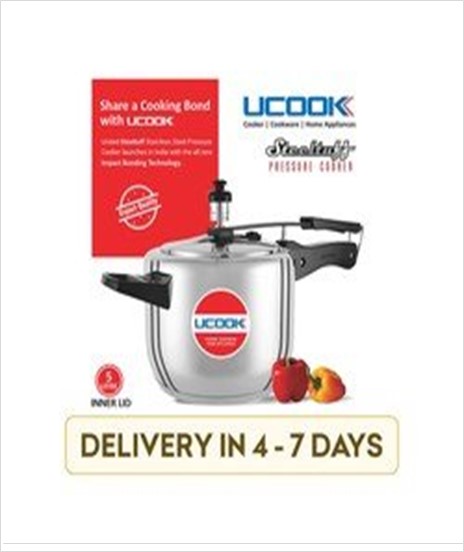 Share a Cooking Bond
with UCOOK
United Steeltuff Stainless Steel Pressure
Cooker launches in India with the all new
Impact Bonding Technology
Export Quality
UCOOK
Cooker | Cookware | Home Appliances
Steeltuff
PRESSURE COOKER
UCOOK
5
INNER LID
DELIVERY IN 4 - 7 DAYS